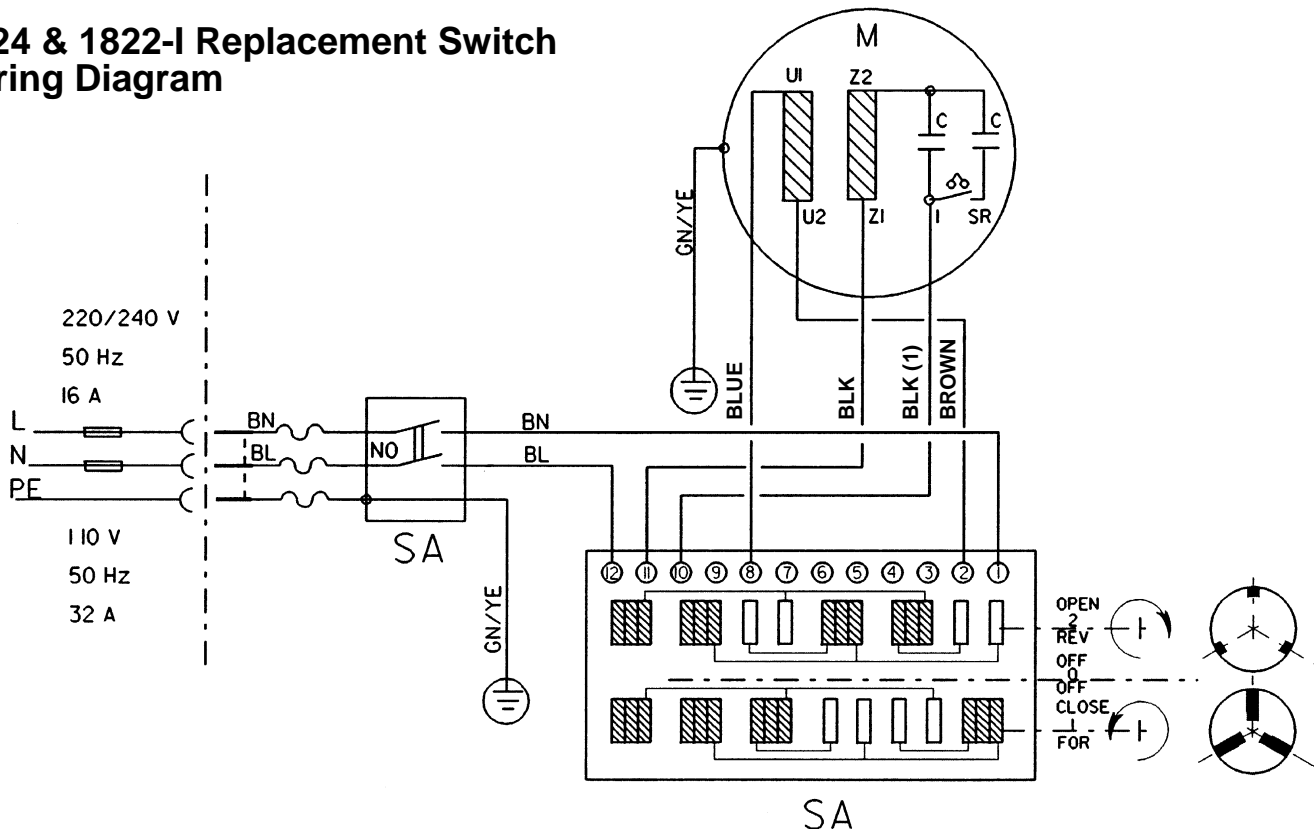 24 & 1822-I Replacement Switch
ring Diagram
M
U1 Z2
C C
U2 Z1 1 SR
GN/YE
220/240 V
50 Hz
16 A
BLUE
BLK
BLK (1)
BROWN
L
BN
BN
N
BL
NO
BL
PE
SA
110 V
50 Hz
32 A
GN/YE
12 11 10 9 8 7 6 5 4 3 2 1
OPEN
2
REV
OFF
0
OFF
CLOSE
1
FOR
SA